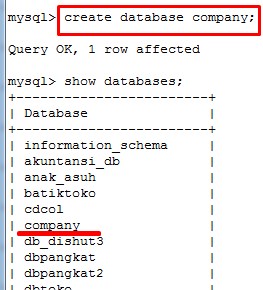 mysql> create database company;
Query OK, 1 row affected
mysql> show databases;
+------------------------+
| Database
+------------------------+
| information_schema |
| akuntansi_db |
| anak_asuh |
| batiktoko |
| cdcol |
| company |
| db_dishut3 |
| dbpangkat |
| dbpangkat2 |
| dbtoko |